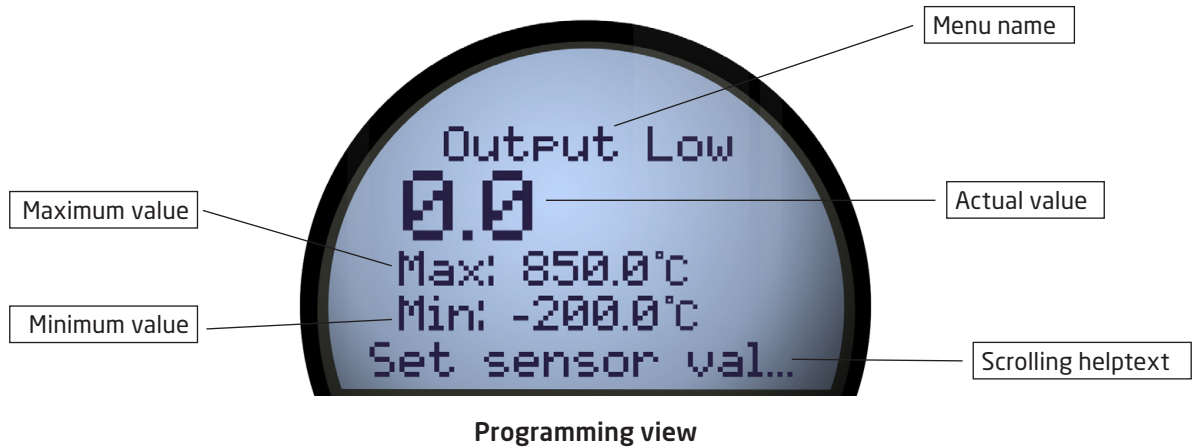 Menu name
Output Low
0.0
Actual value
Maximum value
Max: 850.0°C
Minimum value
Min: -200.0°C
Set sensor val...
Scrolling helptext
Programming view